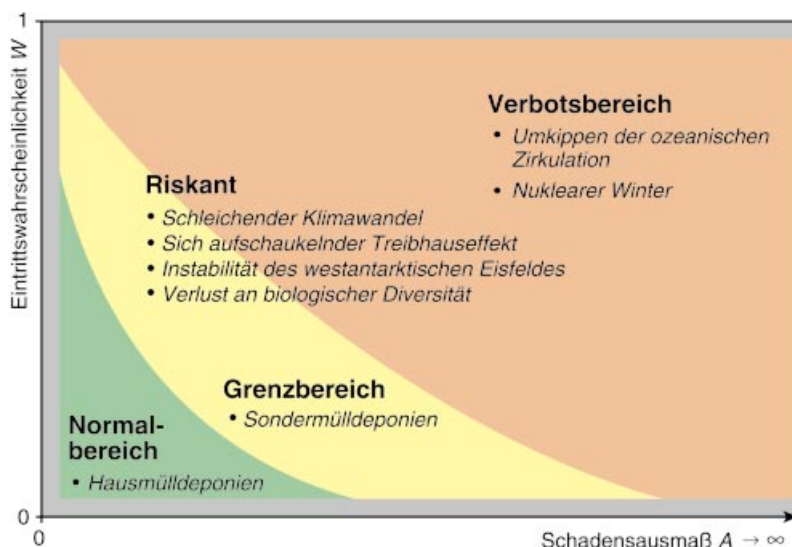 1
Eintrittswahrscheinlichkeit W
Verbotsbereich
• Umkippen der ozeanischen
Zirkulation
• Nuklearer Winter
Riskant
• Schleichender Klimawandel
• Sich aufschaukelnder Treibhauseffekt
• Instabilität des westantarktischen Eisfeldes
• Verlust an biologischer Diversität
Grenzbereich
• Sondermülldeponien
Normal-
bereich
• Hausmülldeponien
0
0
Schadensausmaß A → ∞